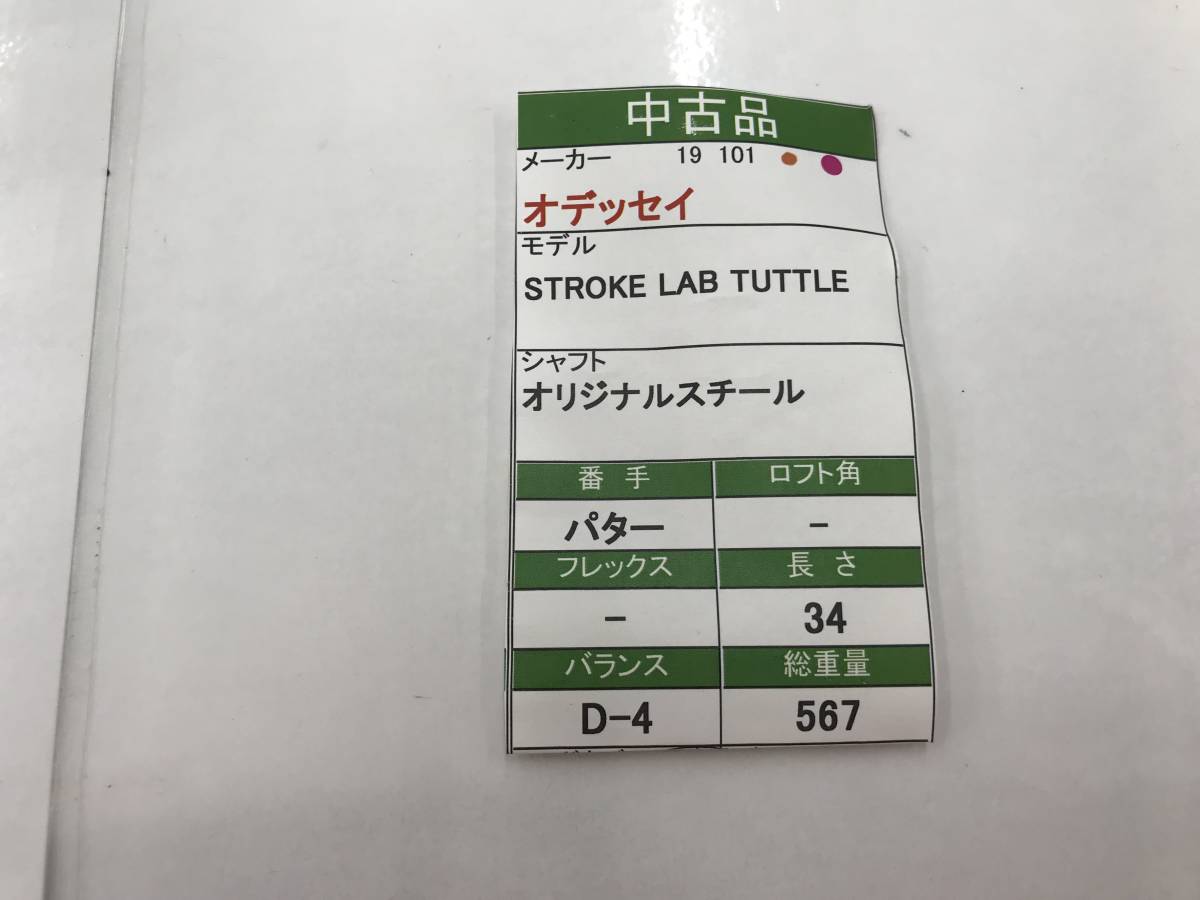 中古品
メーカー 19 101
オデッセイ
モデル
STROKE LAB TUTTLE
シャフト
オリジナルスチール
番手 ロフト角
パター -
フレックス 長さ
- 34
バランス 総重量
D-4 567